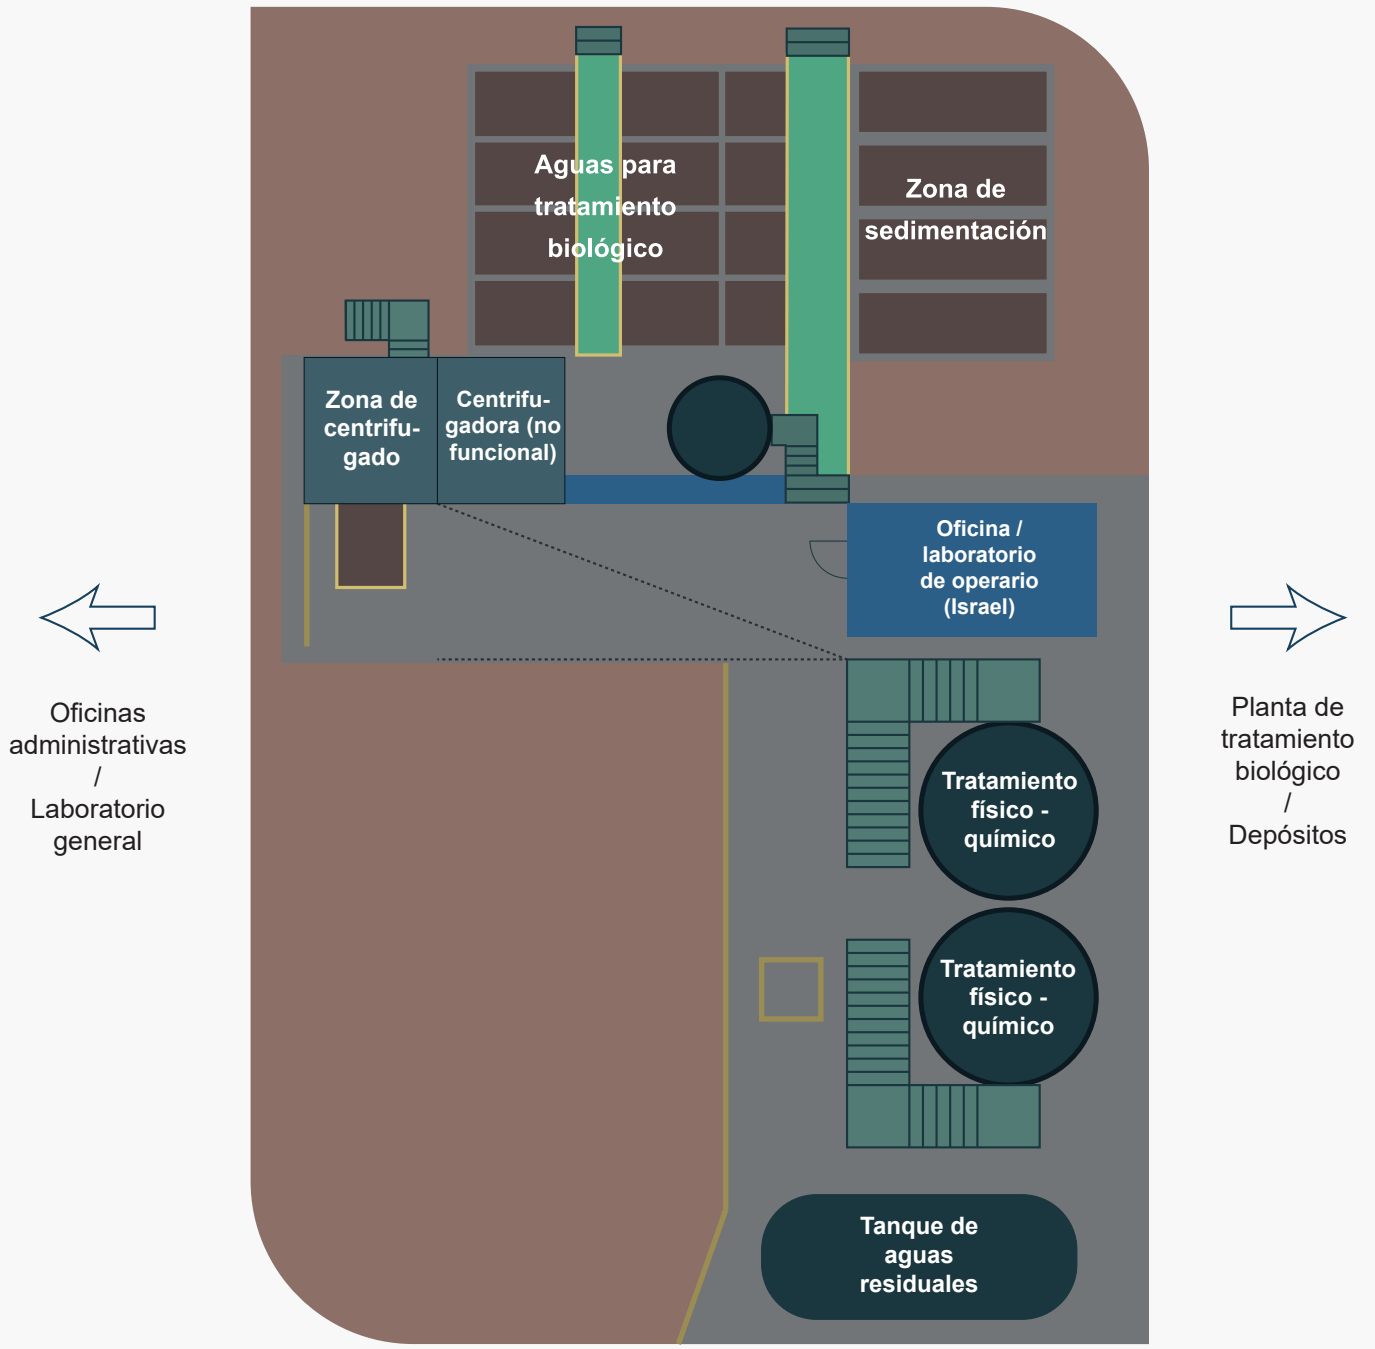 Aguas para
tratamiento
biológico
Zona de
sedimentación
Zona de
centrifu-
gado
Centrifu-
gadora (no
funcional)
Oficina /
laboratorio
de operario
(Israel)
Oficinas
administrativas
/
Laboratorio
general
Planta de
tratamiento
biológico
/
Depósitos
Tratamiento
físico -
químico
Tratamiento
físico -
químico
Tanque de
aguas
residuales